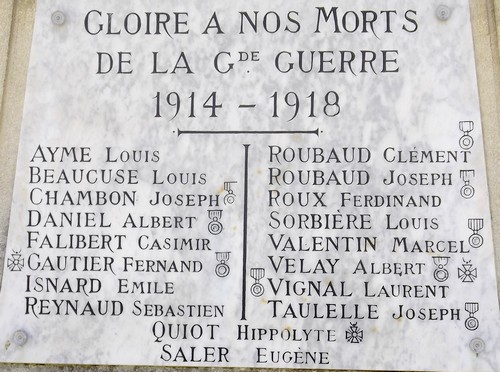 GLOIRE A NOS MORTS
DE LA GDE GUERRE
1914 - 1918
AYME LOUIS
BEAUCUSE LOUIS
CHAMBON JOSEPH
DANIEL ALBERT
FALIBERT CASIMIR
GAUTIER FERNAND
ISNARD EMILE
REYNAUD SEBASTIEN
ROUBAUD CLÉMENT
ROUBAUD JOSEPH
ROUX FERDINAND
SORBIÈRE LOUIS
VALENTIN MARCEL
VELAY ALBERT
VIGNAL LAURENT
TAULELLE JOSEPH
QUIOT HIPPOLYTE
SALER EUGÈNE